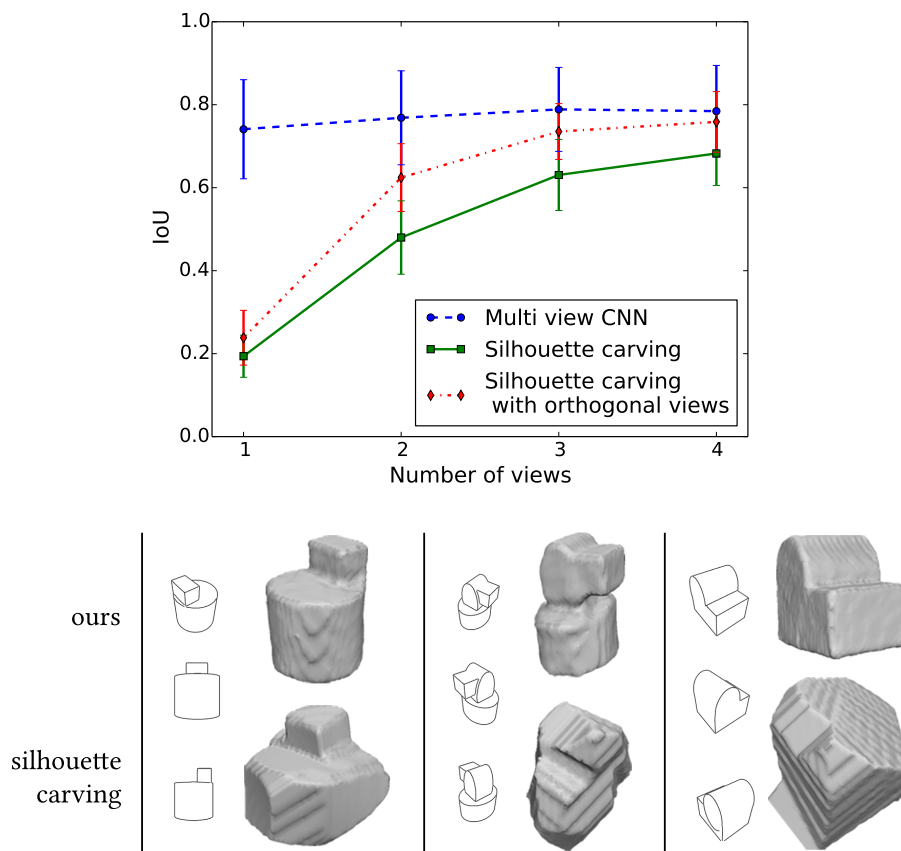 1.0
0.8
0.6
0.4
0.2
0.0
IoU
1
2
3
4
Number of views
Multi view CNN
Silhouette carving
Silhouette carving
with orthogonal views
ours
silhouette
carving